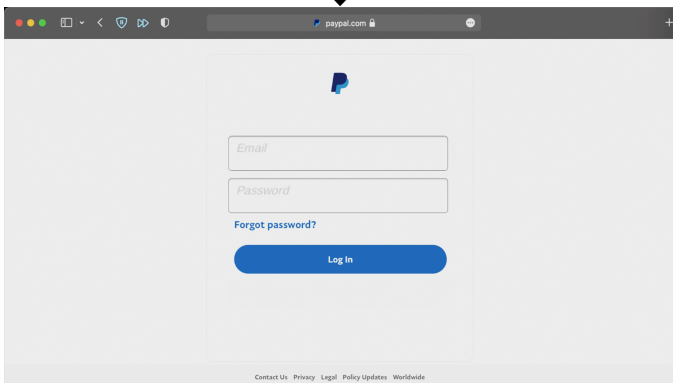 paypal.com
Email
Password
Forgot password?
Log In
Contact Us Privacy Legal Policy Updates Worldwide